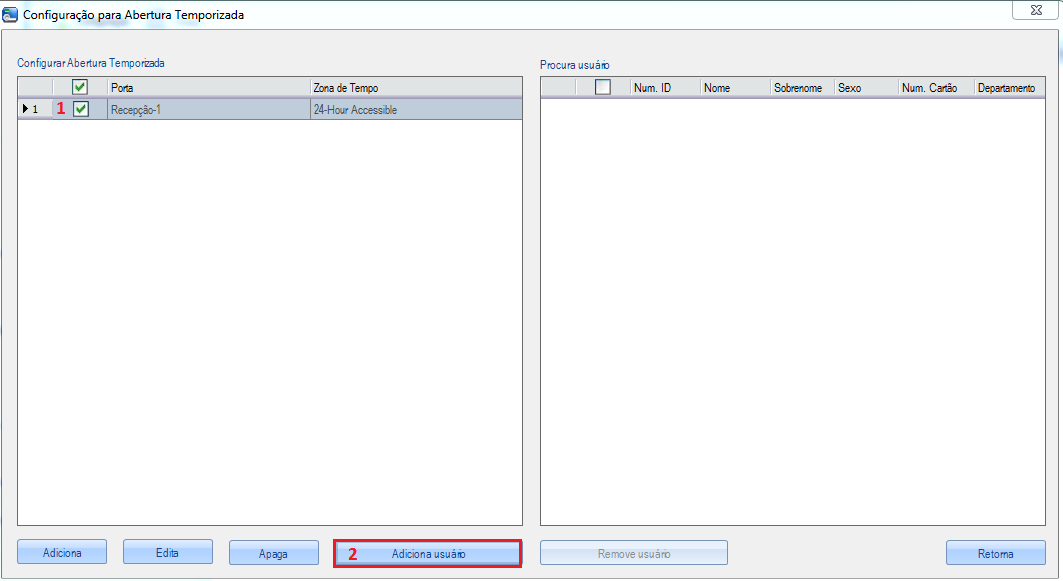 Configuração para Abertura Temporizada
Configurar Abertura Temporizada
Porta Zona de Tempo
1 1 Recepção-1 24-Hour Accessible
Procura usuário
Num. ID Nome Sobrenome Sexo Num. Cartão Departamento
Adiciona Edita Apaga 2 Adiciona usuário Remove usuário Retorna